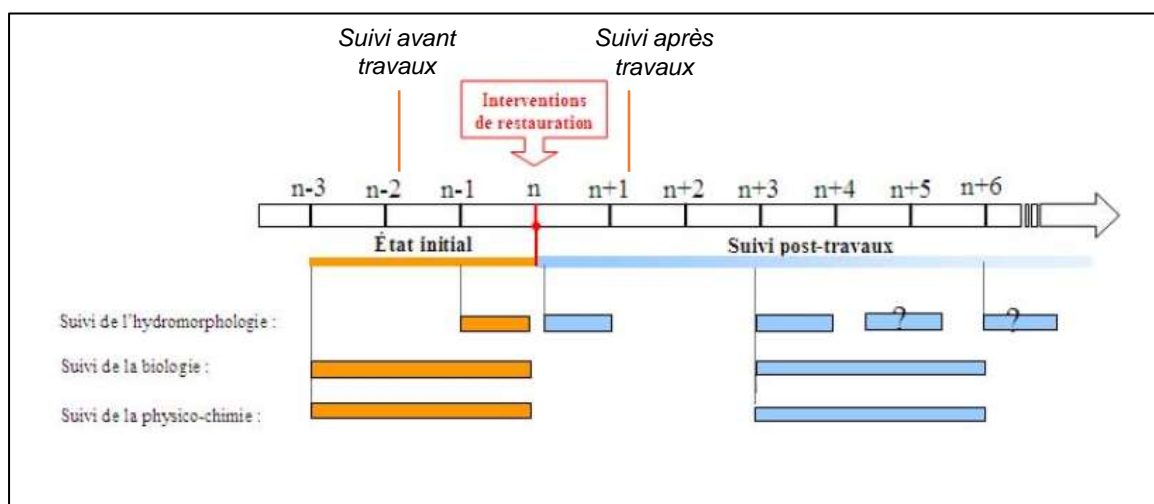 Suivi avant
travaux
Suivi après
travaux
Interventions
de restauration
n-3 n-2 n-1 n n+1 n+2 n+3 n+4 n+5 n+6
État initial
Suivi post-travaux
Suivi de l'hydromorphologie :
? ?
Suivi de la biologie :
Suivi de la physico-chimie :